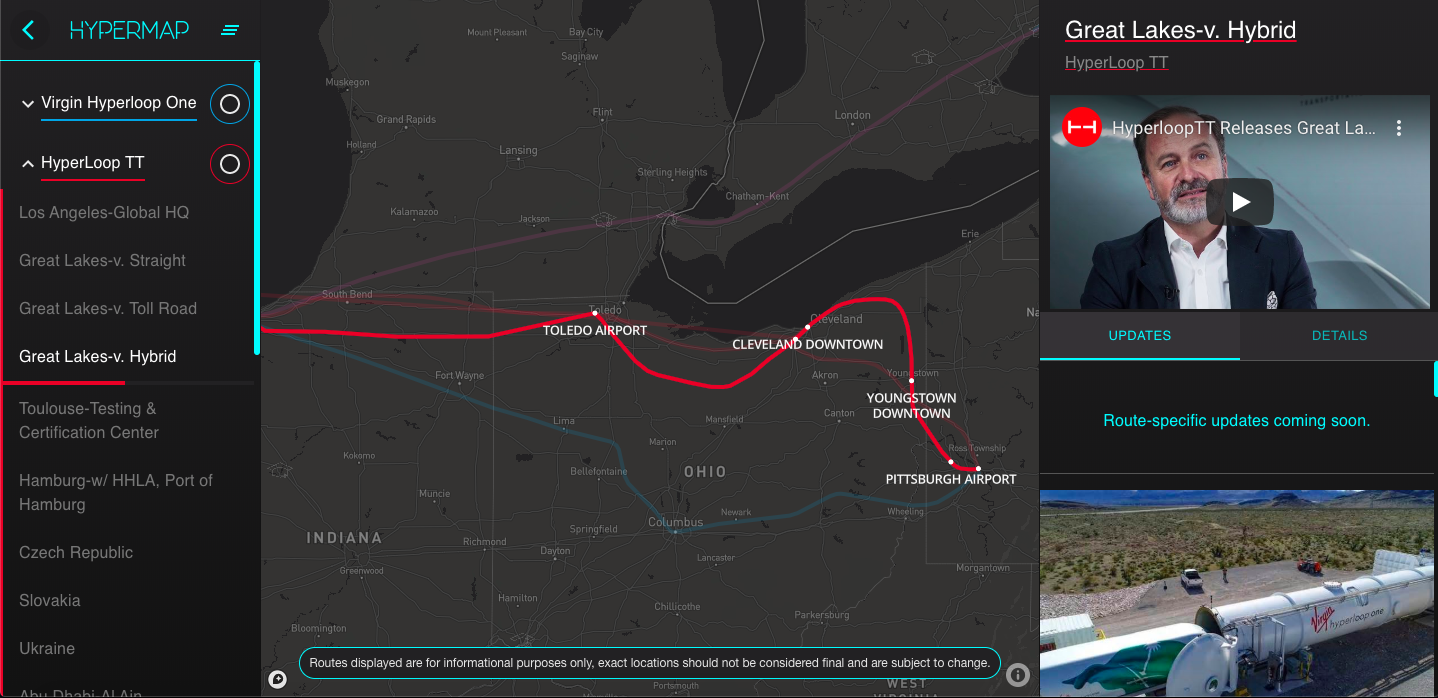 HYPERMAP
Virgin Hyperloop One
HyperLoop TT
Los Angeles-Global HQ
Great Lakes-v. Straight
Great Lakes-v. Toll Road
Great Lakes-v. Hybrid
Toulouse-Testing &
Certification Center
Hamburg-w/ HHLA, Port of
Hamburg
Czech Republic
Slovakia
Ukraine
Abu Dhabi-Al Ain
Mount Pleasant
Bay City
Saginaw
Muskegon
Grand Rapids
Flint
London
Holland
Lansing
Sterling Heights
Chatham-Kent
Kalamazoo
Jackson
Erie
South Bend
Toledo
TOLEDO AIRPORT
Cleveland
CLEVELAND DOWNTOWN
Na
Fort Wayne
Akron
Youngstown
YOUNGSTOWN
DOWNTOWN
Lima
Mansfield
Canton
Marion
Ross Township
Kokomo
Bellefontaine
OHIO
PITTSBURGH AIRPORT
Muncie
Columbus
Newark
Wheeling
INDIANA
Richmond
Springfield
Dayton
Lancaster
Greenwood
Morgantown
Hamilton
Chillicothe
Parkersburg
Bloomington
Routes displayed are for informational purposes only, exact locations should not be considered final and are subject to change.
Portsmouth
WEST
VIRGINIA
Great Lakes-v. Hybrid
HyperLoop TT
HyperloopTT Releases Great La...
UPDATES
DETAILS
Route-specific updates coming soon.
Virgin
hyperloop one